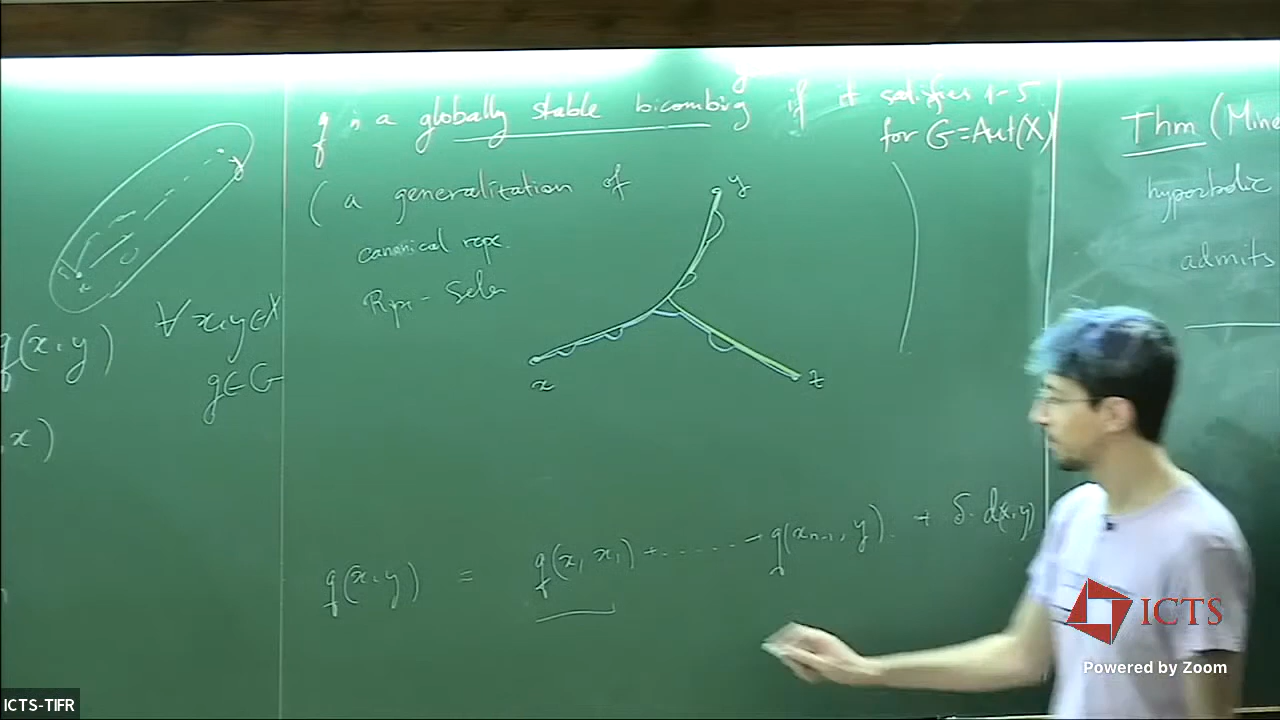 q(x,y) ∀ x,y ∈ X
g ∈ G
, x)
q is a globally stable bicombing if it satisfies 1-5
for G=Aut(X)
(a generalization of
canonical repr.
Rips - Sela
)
y
x
z
q(x,y) = q(x, x₁) + ...... + q(xₙ₋₁, y) + δ. d(x,y)
Thm (Mine
hyperbolic
admits
ICTS
Powered by Zoom
ICTS-TIFR